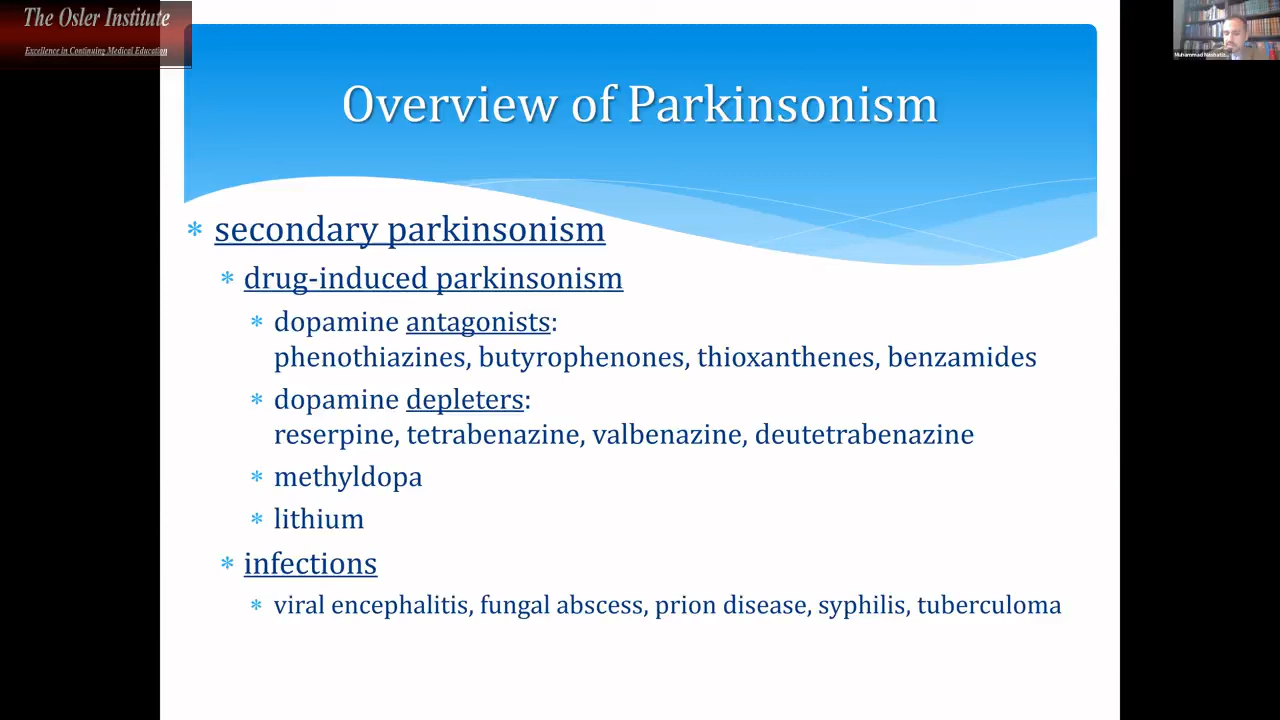 The Osler Institute
Excellence in Continuing Medical Education
Muhammad
Overview of Parkinsonism
* secondary parkinsonism
* drug-induced parkinsonism
* dopamine antagonists:
phenothiazines, butyrophenones, thioxanthenes, benzamides
* dopamine depleters:
reserpine, tetrabenazine, valbenazine, deutetrabenazine
* methyldopa
* lithium
* infections
* viral encephalitis, fungal abscess, prion disease, syphilis, tuberculoma